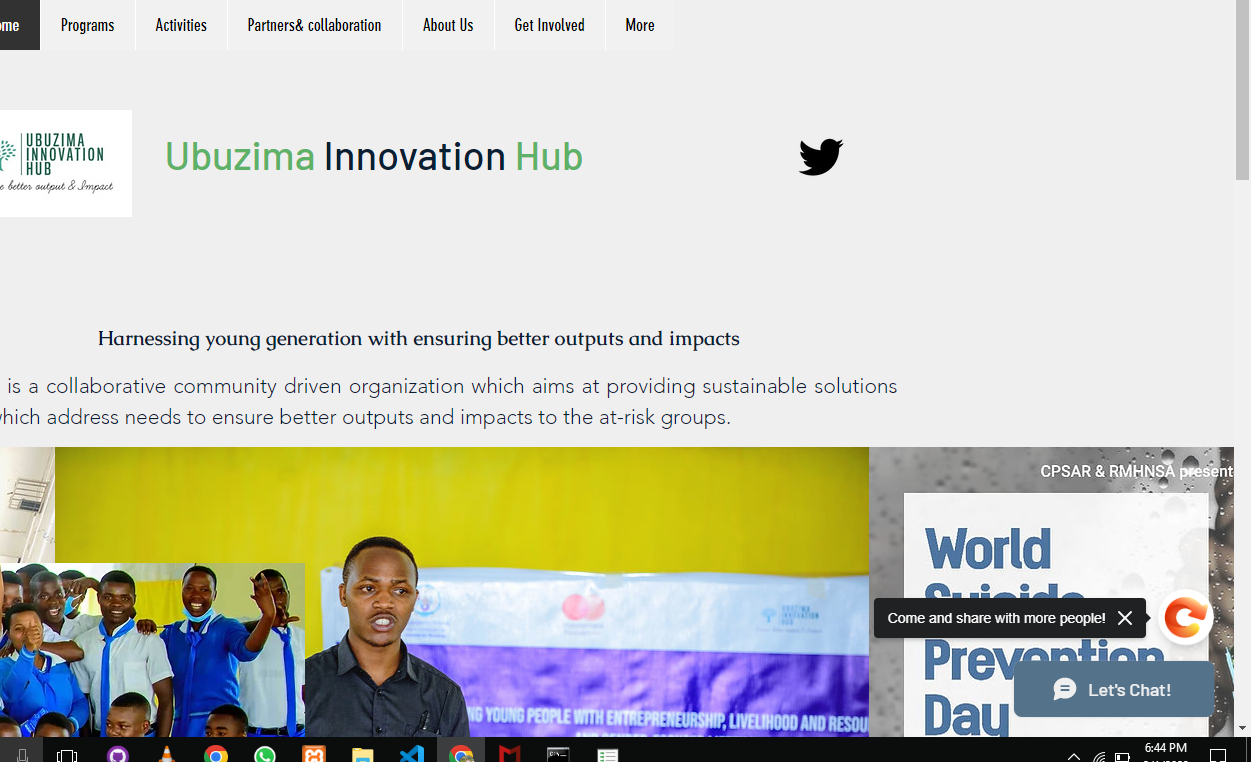 ome Programs Activities Partners& collaboration About Us Get Involved More
UBUZIMA
INNOVATION
HUB
e better output & Impact
Ubuzima Innovation Hub
Harnessing young generation with ensuring better outputs and impacts
is a collaborative community driven organization which aims at providing sustainable solutions
which address needs to ensure better outputs and impacts to the at-risk groups.
CPSAR & RMHNSA present
World
Suicide
Prevention
Day
Come and share with more people!
Let's Chat!
UBUZIMA
INNOVATION
HUB
NG YOUNG PEOPLE WITH ENTREPRENEURSHIP, LIVELIHOOD AND RESOU
6:44 PM